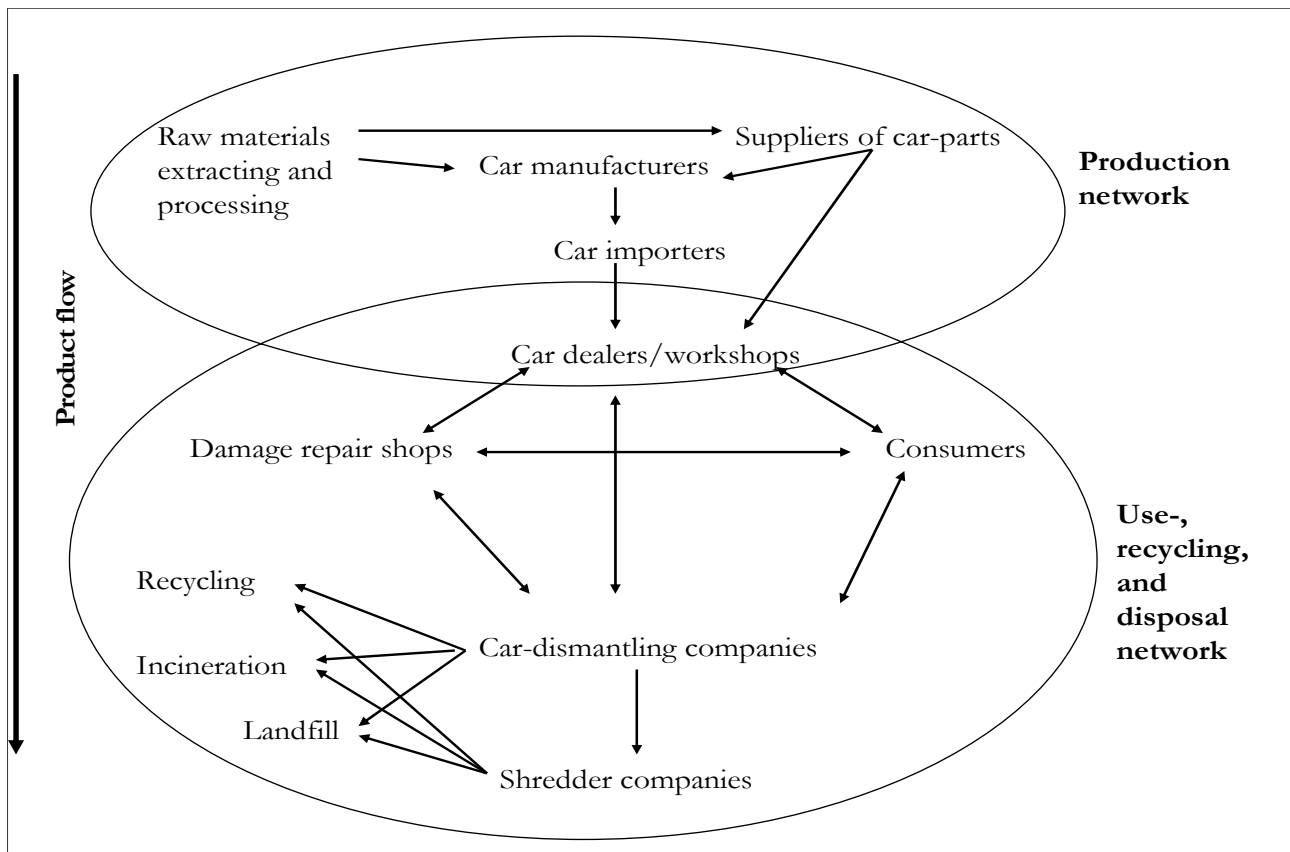 Raw materials
extracting and
processing
Suppliers of car-parts
Car manufacturers
Production
network
Car importers
Product flow
Car dealers/workshops
Damage repair shops
Consumers
Use-,
recycling,
and
disposal
network
Recycling
Car-dismantling companies
Incineration
Landfill
Shredder companies